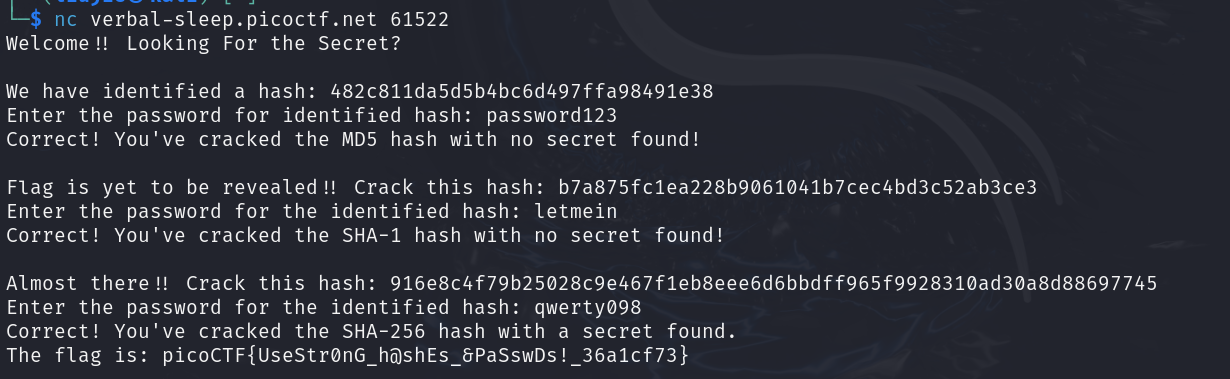 └─$ nc verbal-sleep.picoctf.net 61522
Welcome!! Looking For the Secret?
We have identified a hash: 482c811da5d5b4bc6d497ffa98491e38
Enter the password for identified hash: password123
Correct! You've cracked the MD5 hash with no secret found!
Flag is yet to be revealed!! Crack this hash: b7a875fc1ea228b9061041b7cec4bd3c52ab3ce3
Enter the password for the identified hash: letmein
Correct! You've cracked the SHA-1 hash with no secret found!
Almost there!! Crack this hash: 916e8c4f79b25028c9e467f1eb8eee6d6bbdff965f9928310ad30a8d88697745
Enter the password for the identified hash: qwerty098
Correct! You've cracked the SHA-256 hash with a secret found.
The flag is: picoCTF{UseStr0nG_h@shEs_&PaSswDs!_36a1cf73}